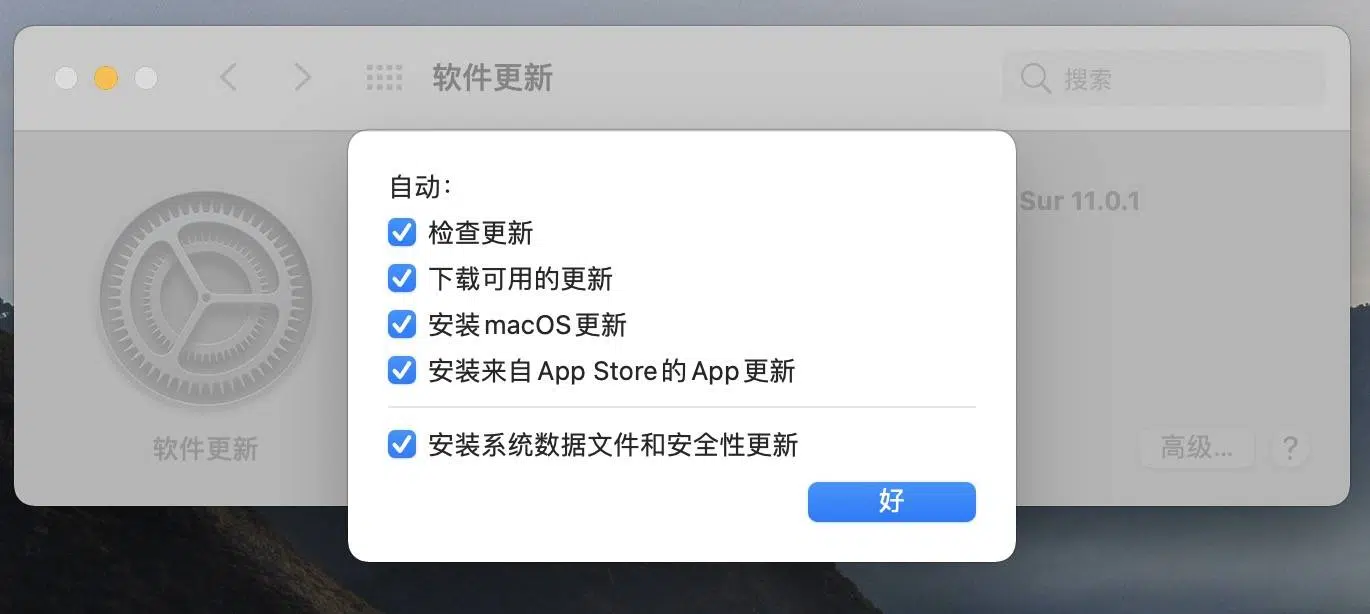 软件更新
搜索
自动：
检查更新
下载可用的更新
安装macOS更新
安装来自App Store的App更新
安装系统数据文件和安全性更新
好
Sur 11.0.1
软件更新
高级...
?